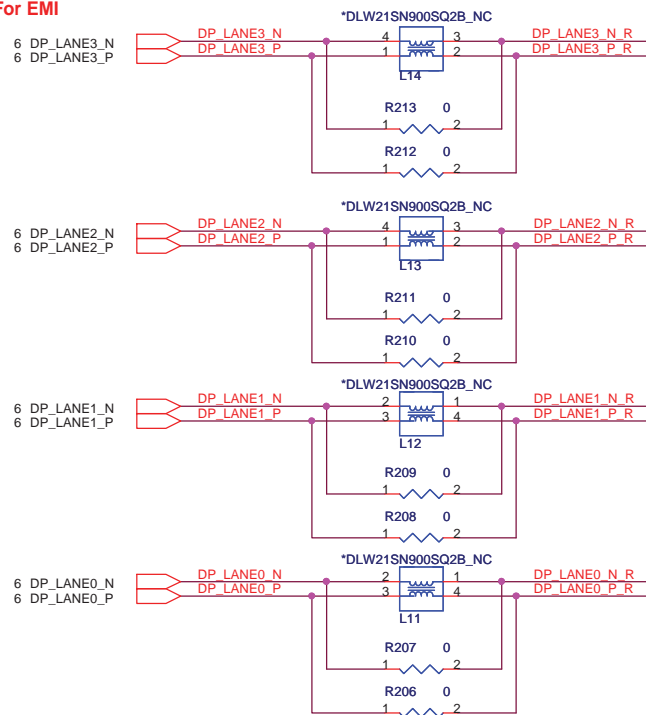 For EMI
*DLW21SN900SQ2B_NC
6 DP_LANE3_N DP_LANE3_N 4 3 DP_LANE3_N_R
6 DP_LANE3_P DP_LANE3_P 1 2 DP_LANE3_P_R
L14
R213 0
1 2
R212 0
1 2
*DLW21SN900SQ2B_NC
6 DP_LANE2_N DP_LANE2_N 4 3 DP_LANE2_N_R
6 DP_LANE2_P DP_LANE2_P 1 2 DP_LANE2_P_R
L13
R211 0
1 2
R210 0
1 2
*DLW21SN900SQ2B_NC
6 DP_LANE1_N DP_LANE1_N 2 1 DP_LANE1_N_R
6 DP_LANE1_P DP_LANE1_P 3 4 DP_LANE1_P_R
L12
R209 0
1 2
R208 0
1 2
*DLW21SN900SQ2B_NC
6 DP_LANE0_N DP_LANE0_N 2 1 DP_LANE0_N_R
6 DP_LANE0_P DP_LANE0_P 3 4 DP_LANE0_P_R
L11
R207 0
1 2
R206 0
1 2